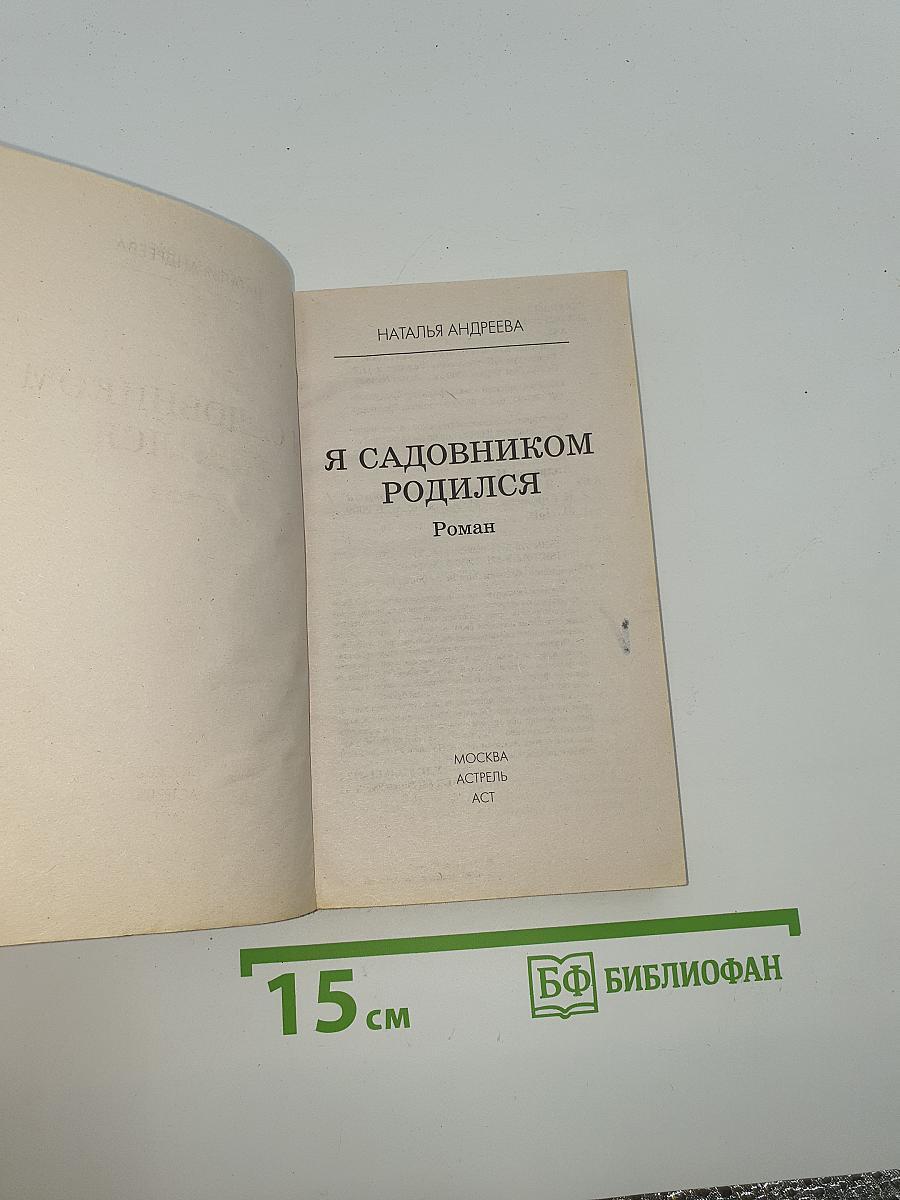 НАТАЛЬЯ АНДРЕЕВА
Я САДОВНИКОМ
РОДИЛСЯ
Роман
МОСКВА
АСТРЕЛЬ
АСТ
15 см
БФ БИБЛИОФАН